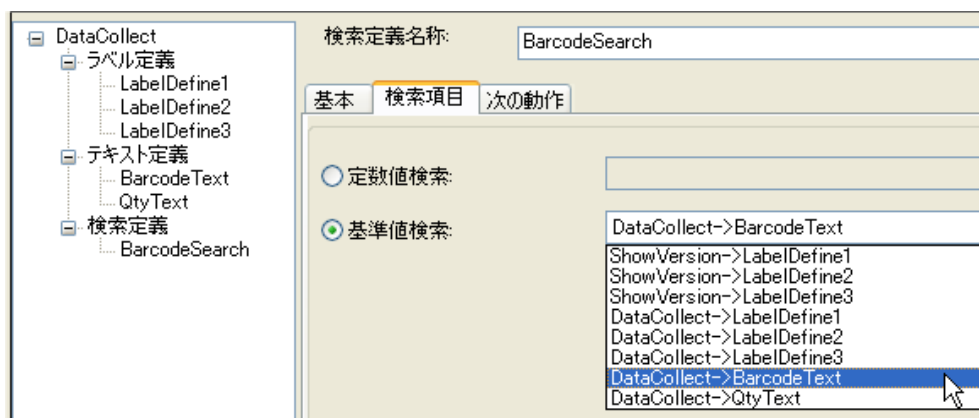 DataCollect
ラベル定義
LabelDefine1
LabelDefine2
LabelDefine3
テキスト定義
BarcodeText
QtyText
検索定義
BarcodeSearch
検索定義名称:
BarcodeSearch
基本
検索項目
次の動作
定数値検索:
基準値検索:
DataCollect->BarcodeText
ShowVersion->LabelDefine1
ShowVersion->LabelDefine2
ShowVersion->LabelDefine3
DataCollect->LabelDefine1
DataCollect->LabelDefine2
DataCollect->LabelDefine3
DataCollect->BarcodeText
DataCollect->QtyText